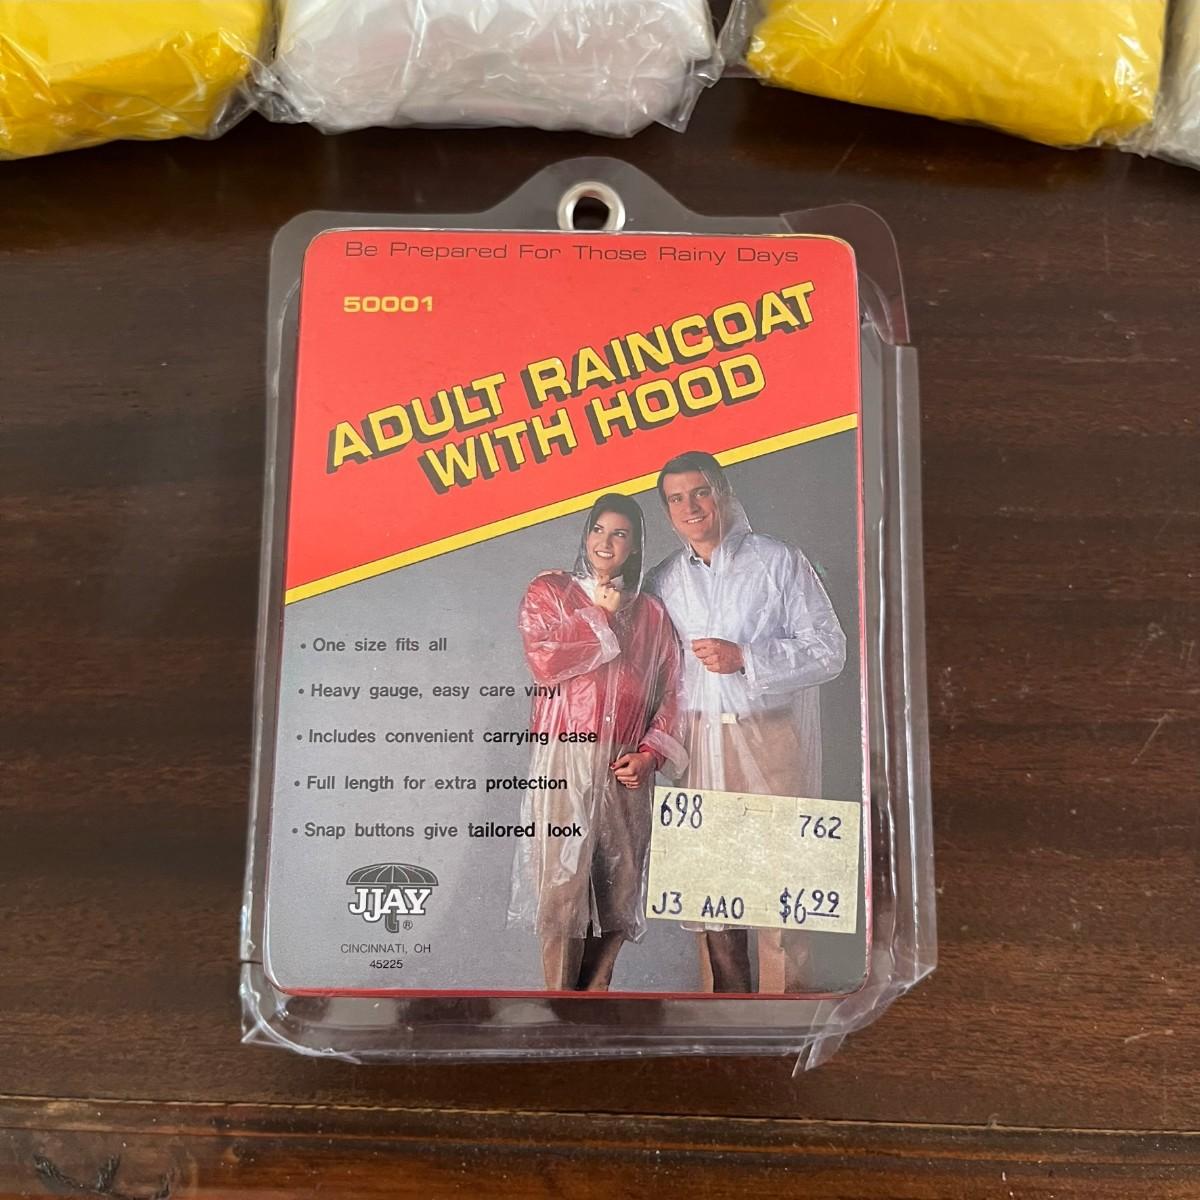 Be Prepared For Those Rainy Days
50001
ADULT RAINCOAT
WITH HOOD
• One size fits all
• Heavy gauge, easy care vinyl
• Includes convenient carrying case
• Full length for extra protection
• Snap buttons give tailored look
JJAY
®
CINCINNATI, OH
45225
698 762
J3 AAO $6.99